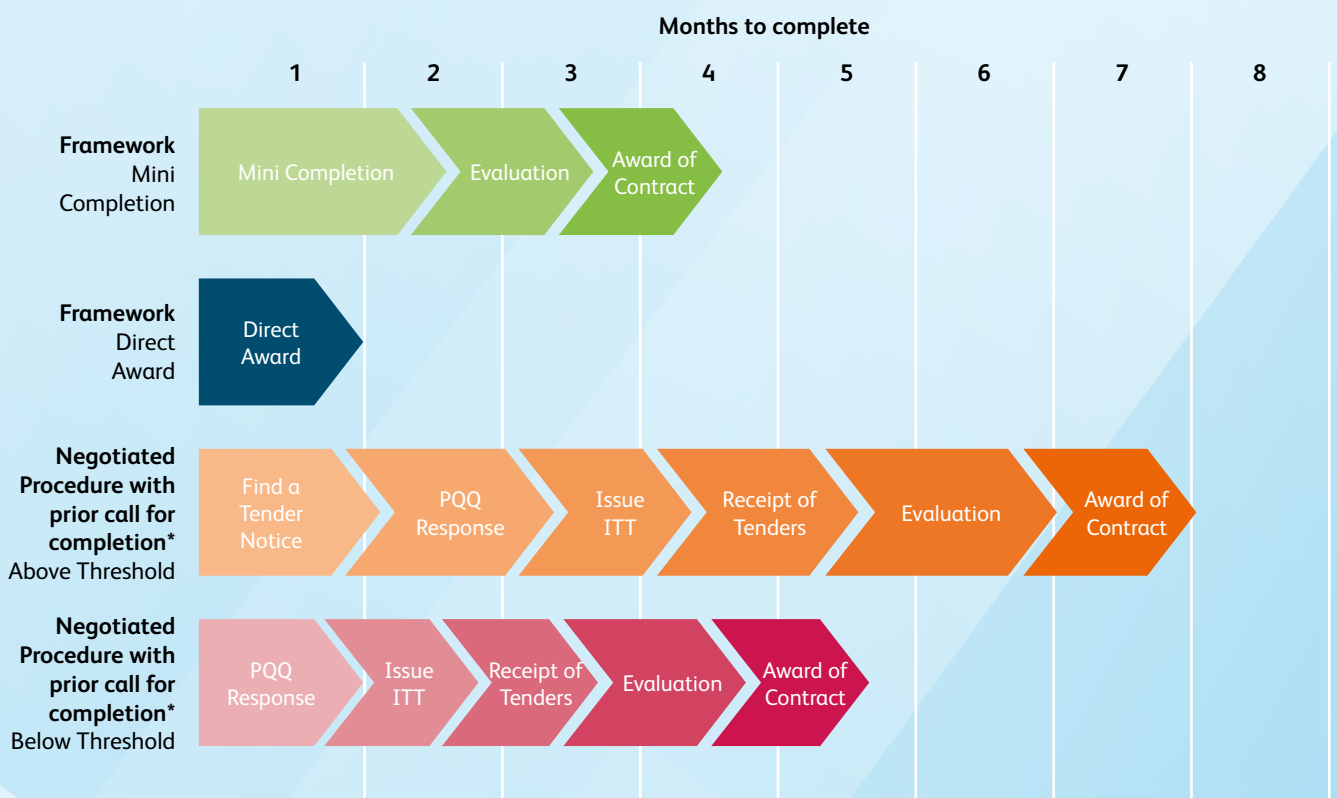 Months to complete
1 2 3 4 5 6 7 8
Framework
Mini
Completion
Mini Completion
Evaluation
Award of
Contract
Framework
Direct
Award
Direct
Award
Negotiated
Procedure with
prior call for
completion*
Above Threshold
Find a
Tender
Notice
PQQ
Response
Issue
ITT
Receipt of
Tenders
Evaluation
Award of
Contract
Negotiated
Procedure with
prior call for
completion*
Below Threshold
PQQ
Response
Issue
ITT
Receipt of
Tenders
Evaluation
Award of
Contract